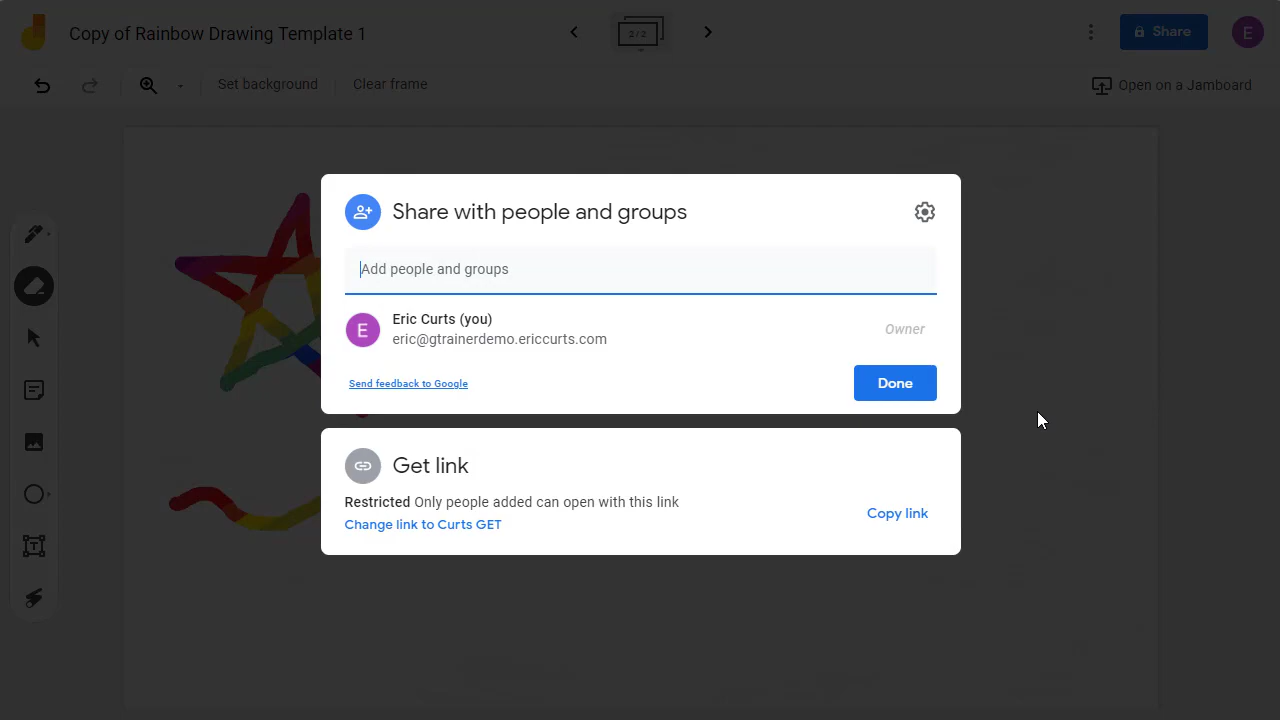 Copy of Rainbow Drawing Template 1
2 / 2
Share
E
Set background
Clear frame
Open on a Jamboard
Share with people and groups
Add people and groups
E
Eric Curts (you)
eric@gtrainerdemo.ericcurts.com
Owner
Send feedback to Google
Done
Get link
Restricted Only people added can open with this link
Change link to Curts GET
Copy link
T